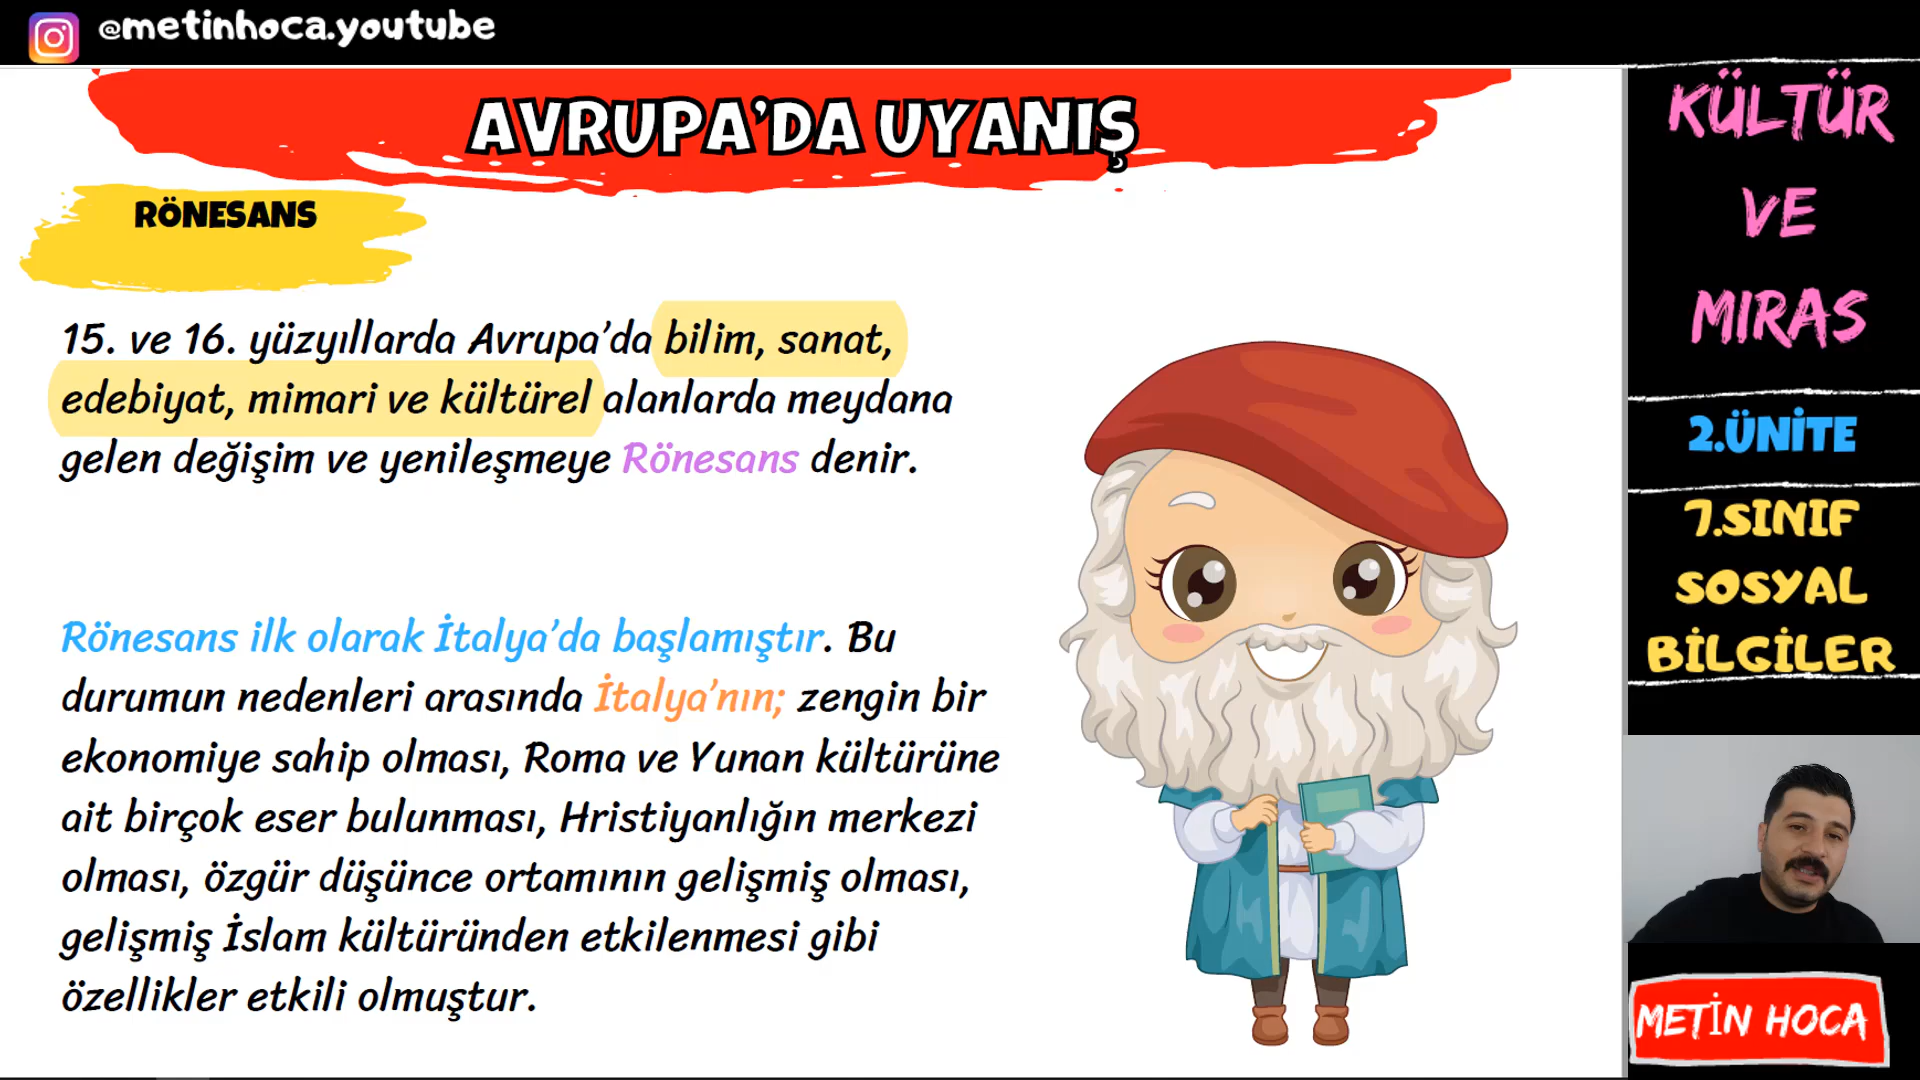 @metinhoca.youtube
AVRUPA’DA UYANIŞ
RÖNESANS
15. ve 16. yüzyıllarda Avrupa’da bilim, sanat,
edebiyat, mimari ve kültürel alanlarda meydana
gelen değişim ve yenileşmeye Rönesans denir.
Rönesans ilk olarak İtalya’da başlamıştır. Bu
durumun nedenleri arasında İtalya’nın; zengin bir
ekonomiye sahip olması, Roma ve Yunan kültürüne
ait birçok eser bulunması, Hristiyanlığın merkezi
olması, özgür düşünce ortamının gelişmiş olması,
gelişmiş İslam kültüründen etkilenmesi gibi
özellikler etkili olmuştur.
KÜLTÜR
VE
MIRAS
2.ÜNİTE
7.SINIF
SOSYAL
BİLGİLER
METİN HOCA